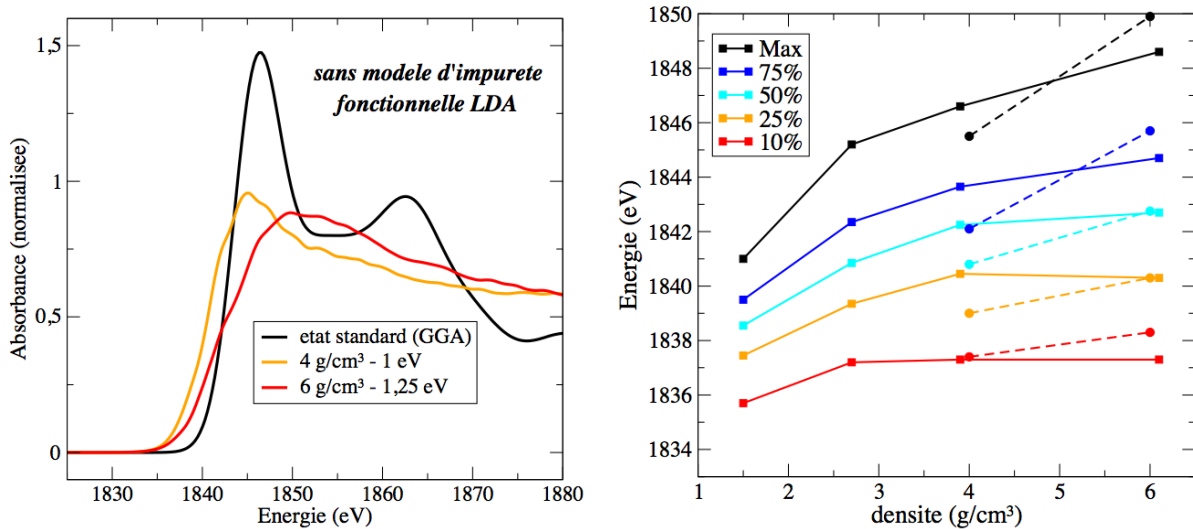 1,5
1
0,5
0
Absorbance (normalisee)
sans modele d'impurete
fonctionnelle LDA
etat standard (GGA)
4 g/cm³ - 1 eV
6 g/cm³ - 1,25 eV
1830 1840 1850 1860 1870 1880
Energie (eV)
1850
1848
1846
1844
1842
1840
1838
1836
1834
Energie (eV)
Max
75%
50%
25%
10%
1 2 3 4 5 6
densite (g/cm³)